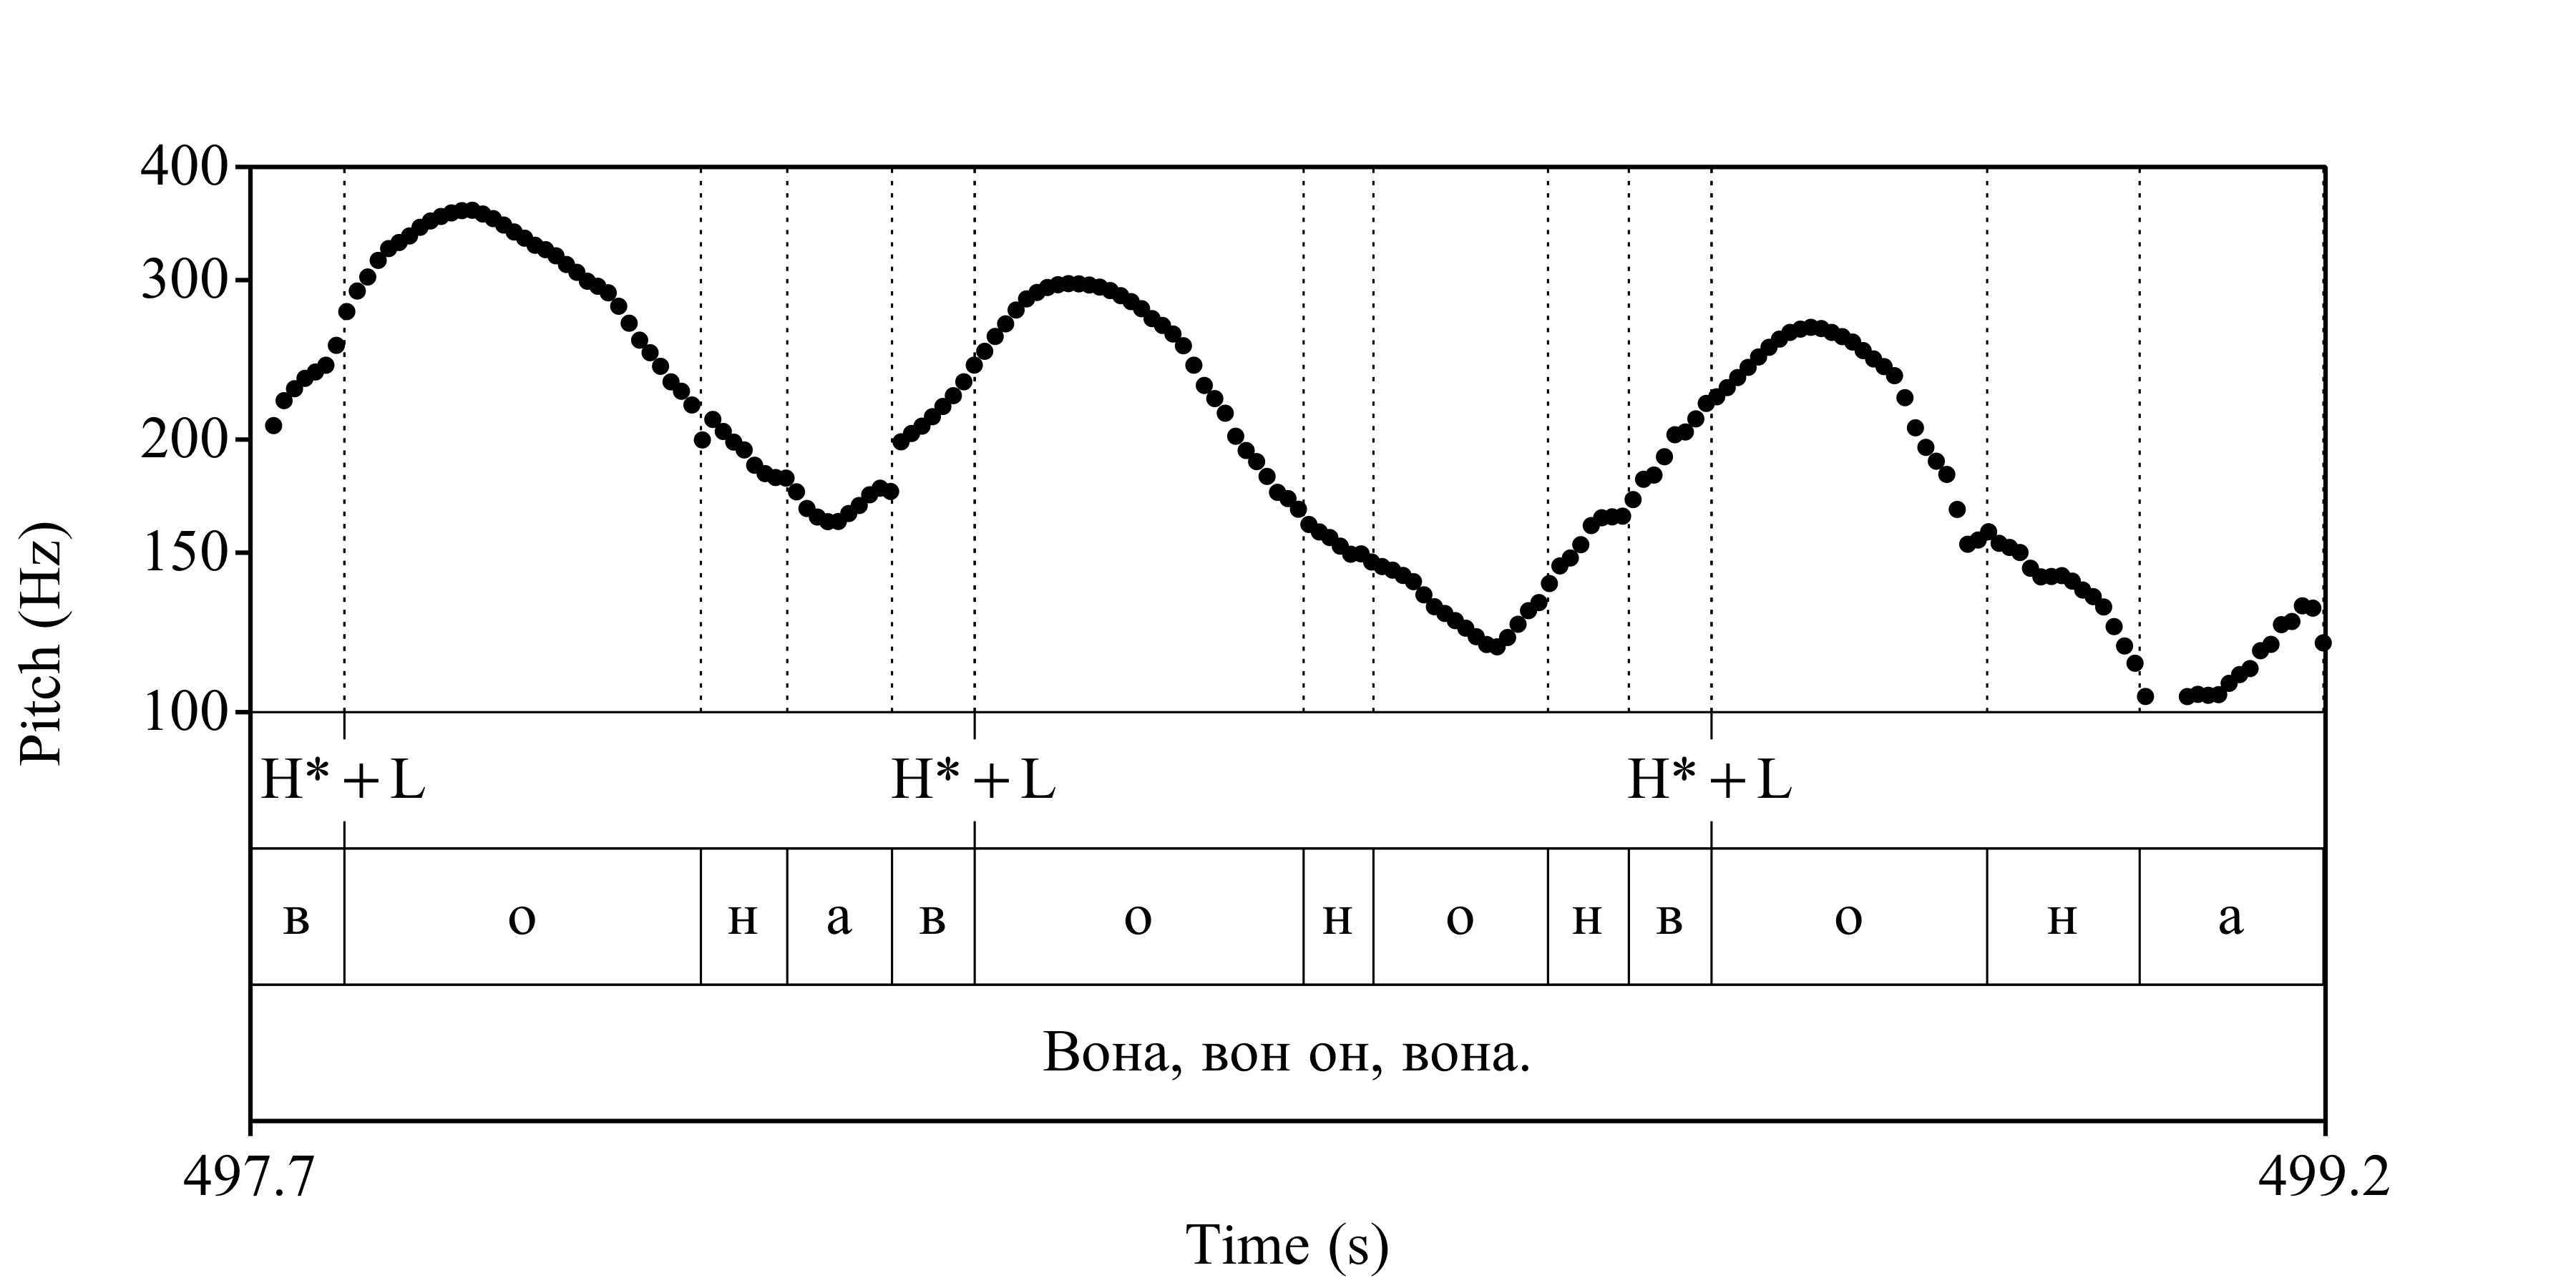 400
300
200
150
100
Pitch (Hz)
H* + L H* + L H* + L
в о н а в о н о н в о н а
Вона, вон он, вона.
497.7 499.2
Time (s)